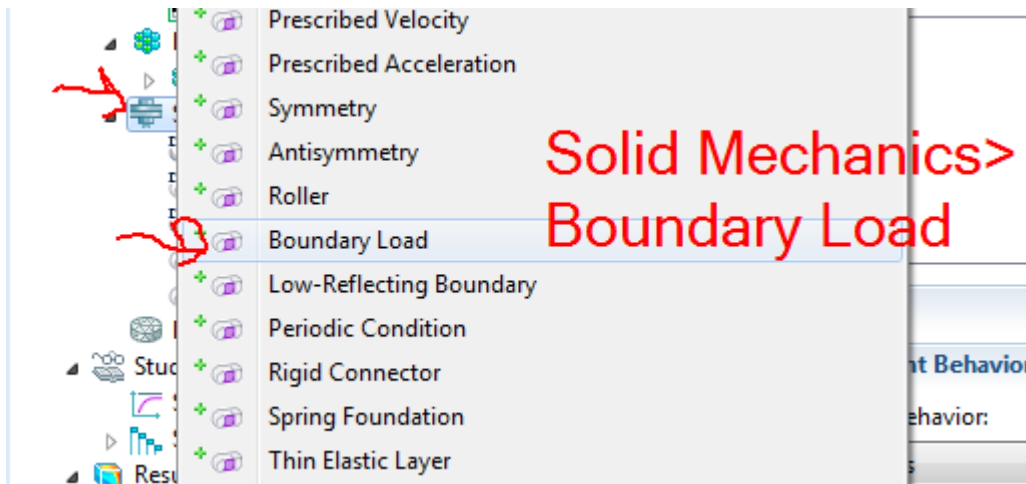 Prescribed Velocity
Prescribed Acceleration
Symmetry
Antisymmetry
Roller
Boundary Load
Low-Reflecting Boundary
Periodic Condition
Rigid Connector
Spring Foundation
Thin Elastic Layer
Solid Mechanics>
Boundary Load